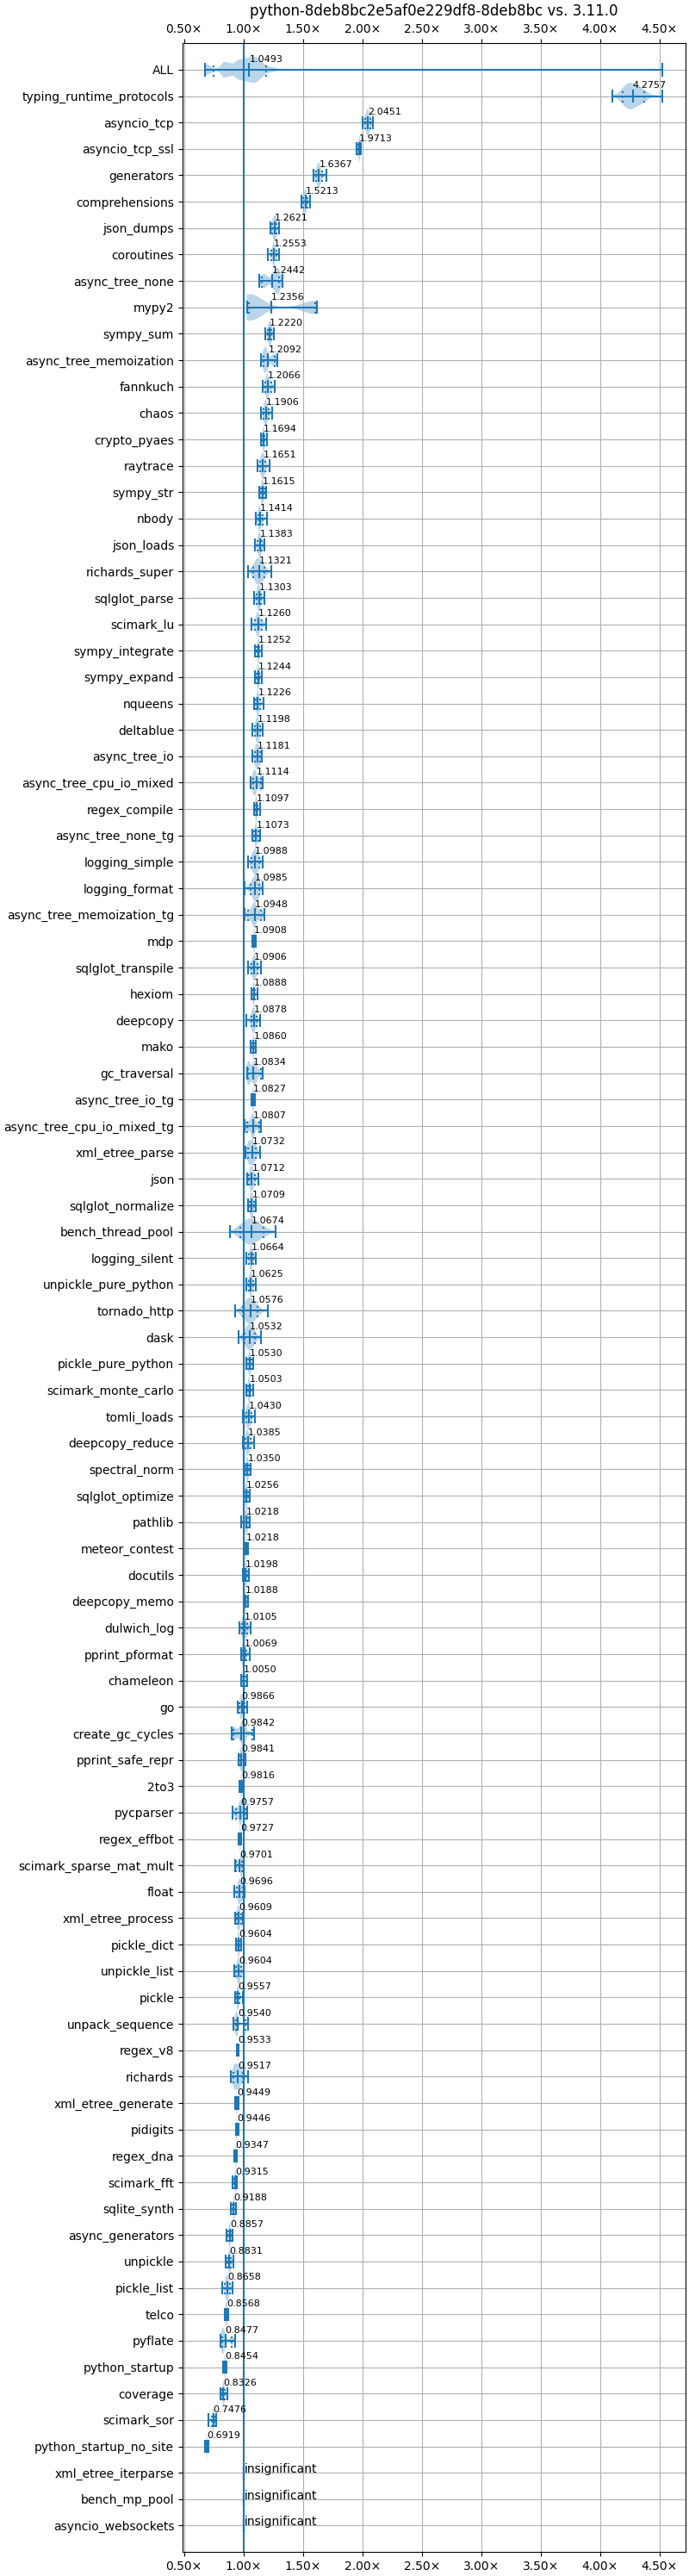 python-8deb8bc2e5af0e229df8-8deb8bc vs. 3.11.0
0.50× 1.00× 1.50× 2.00× 2.50× 3.00× 3.50× 4.00× 4.50×
ALL 1.0493
typing_runtime_protocols 4.2757
asyncio_tcp 2.0451
asyncio_tcp_ssl 1.9713
generators 1.6367
comprehensions 1.5213
json_dumps 1.2621
coroutines 1.2553
async_tree_none 1.2442
mypy2 1.2356
sympy_sum 1.2220
async_tree_memoization 1.2092
fannkuch 1.2066
chaos 1.1906
crypto_pyaes 1.1694
raytrace 1.1651
sympy_str 1.1615
nbody 1.1414
json_loads 1.1383
richards_super 1.1321
sqlglot_parse 1.1303
scimark_lu 1.1260
sympy_integrate 1.1252
sympy_expand 1.1244
nqueens 1.1226
deltablue 1.1198
async_tree_io 1.1181
async_tree_cpu_io_mixed 1.1114
regex_compile 1.1097
async_tree_none_tg 1.1073
logging_simple 1.0988
logging_format 1.0985
async_tree_memoization_tg 1.0948
mdp 1.0908
sqlglot_transpile 1.0906
hexiom 1.0888
deepcopy 1.0878
mako 1.0860
gc_traversal 1.0834
async_tree_io_tg 1.0827
async_tree_cpu_io_mixed_tg 1.0807
xml_etree_parse 1.0732
json 1.0712
sqlglot_normalize 1.0709
bench_thread_pool 1.0674
logging_silent 1.0664
unpickle_pure_python 1.0625
tornado_http 1.0576
dask 1.0532
pickle_pure_python 1.0530
scimark_monte_carlo 1.0503
tomli_loads 1.0430
deepcopy_reduce 1.0385
spectral_norm 1.0350
sqlglot_optimize 1.0256
pathlib 1.0218
meteor_contest 1.0218
docutils 1.0198
deepcopy_memo 1.0188
dulwich_log 1.0105
pprint_pformat 1.0069
chameleon 1.0050
go 0.9866
create_gc_cycles 0.9842
pprint_safe_repr 0.9841
2to3 0.9816
pycparser 0.9757
regex_effbot 0.9727
scimark_sparse_mat_mult 0.9701
float 0.9696
xml_etree_process 0.9609
pickle_dict 0.9604
unpickle_list 0.9604
pickle 0.9557
unpack_sequence 0.9540
regex_v8 0.9533
richards 0.9517
xml_etree_generate 0.9449
pidigits 0.9446
regex_dna 0.9347
scimark_fft 0.9315
sqlite_synth 0.9188
async_generators 0.8857
unpickle 0.8831
pickle_list 0.8658
telco 0.8568
pyflate 0.8477
python_startup 0.8454
coverage 0.8326
scimark_sor 0.7476
python_startup_no_site 0.6919
xml_etree_iterparse insignificant
bench_mp_pool insignificant
asyncio_websockets insignificant
0.50× 1.00× 1.50× 2.00× 2.50× 3.00× 3.50× 4.00× 4.50×